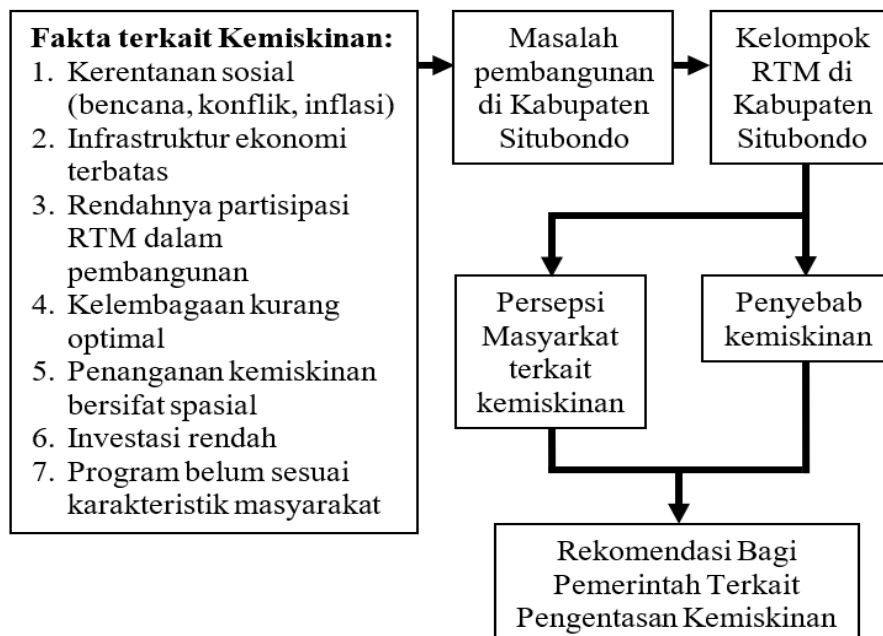 Fakta terkait Kemiskinan:
1. Kerentanan sosial
(bencana, konflik, inflasi)
2. Infrastruktur ekonomi
terbatas
3. Rendahnya partisipasi
RTM dalam
pembangunan
4. Kelembagaan kurang
optimal
5. Penanganan kemiskinan
bersifat spasial
6. Investasi rendah
7. Program belum sesuai
karakteristik masyarakat
Masalah
pembangunan
di Kabupaten
Situbondo
Kelompok
RTM di
Kabupaten
Situbondo
Persepsi
Masyarkat
terkait
kemiskinan
Penyebab
kemiskinan
Rekomendasi Bagi
Pemerintah Terkait
Pengentasan Kemiskinan